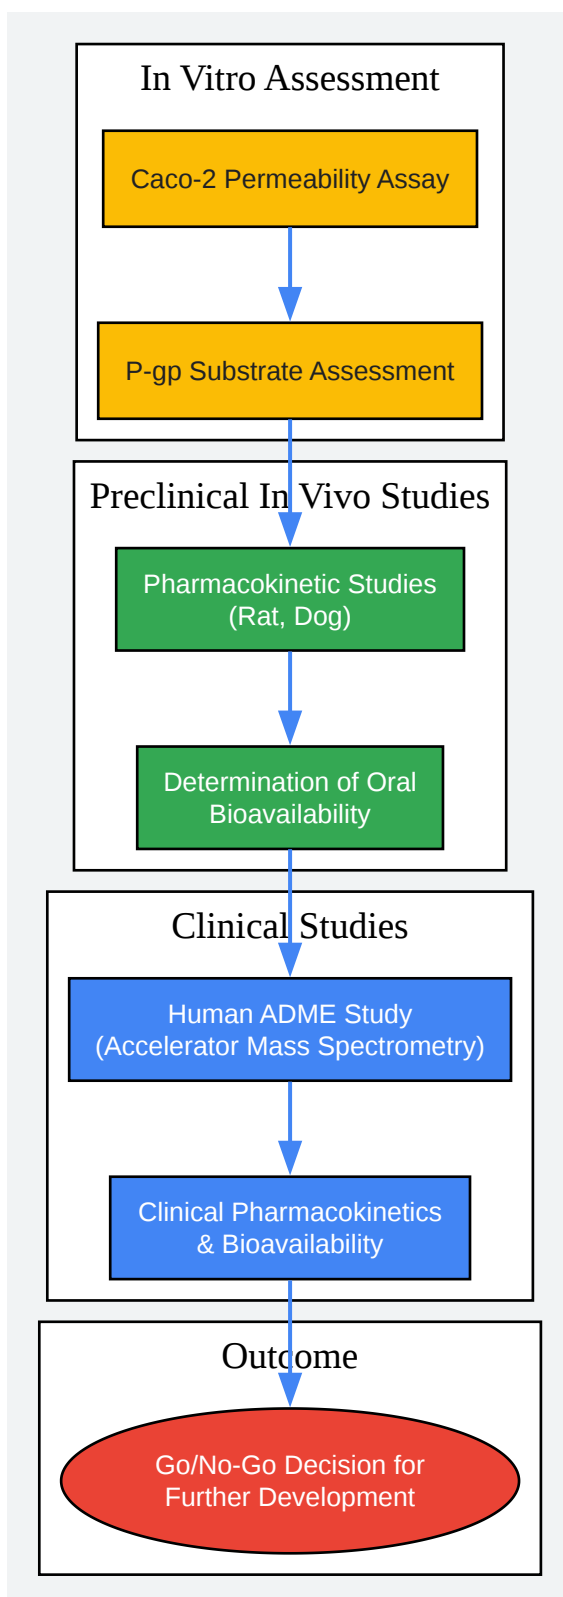 In Vitro Assessment
Caco-2 Permeability Assay
P-gp Substrate Assessment
Preclinical In Vivo Studies
Pharmacokinetic Studies
(Rat, Dog)
Determination of Oral
Bioavailability
Clinical Studies
Human ADME Study
(Accelerator Mass Spectrometry)
Clinical Pharmacokinetics
& Bioavailability
Outcome
Go/No-Go Decision for
Further Development